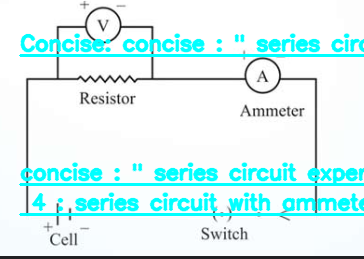 + −
V
Concise: concise : " series circ
A
Resistor
Ammeter
concise : " series circuit exper
4 : series circuit with ammete
+ −
Cell
Switch